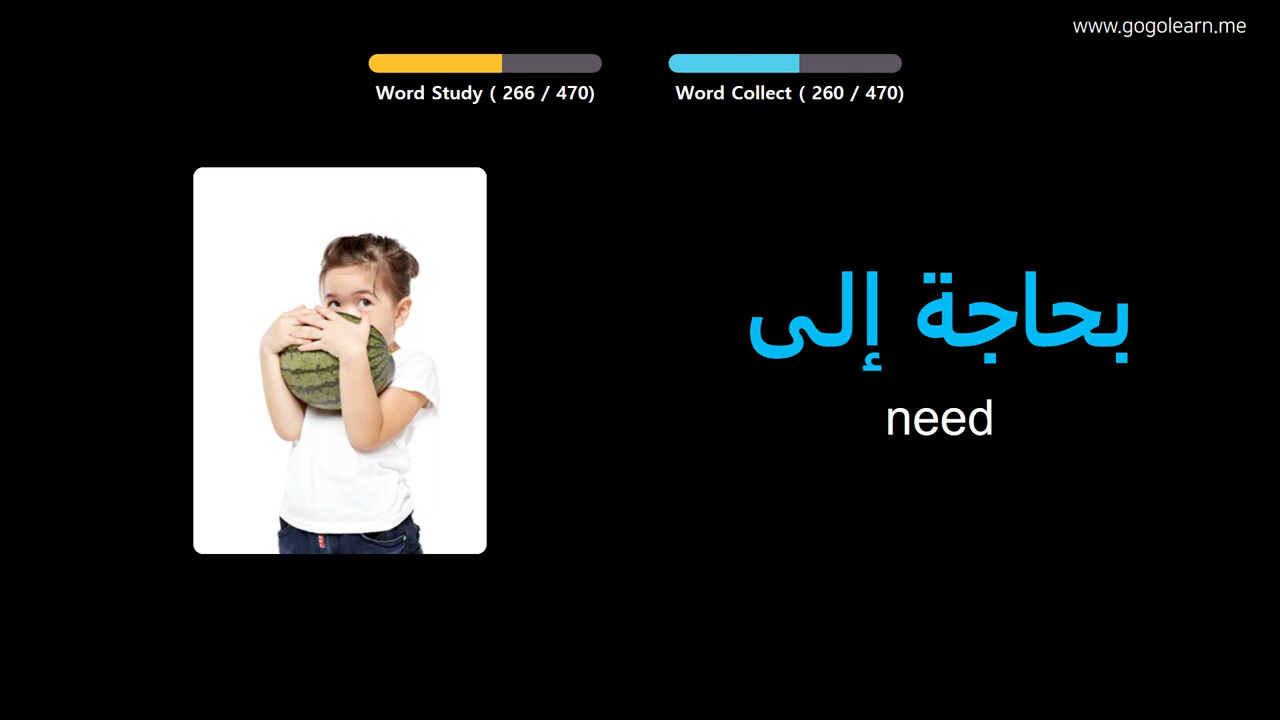 www.gogolearn.me
Word Study ( 266 / 470)
Word Collect ( 260 / 470)
بحاجة إلى
need